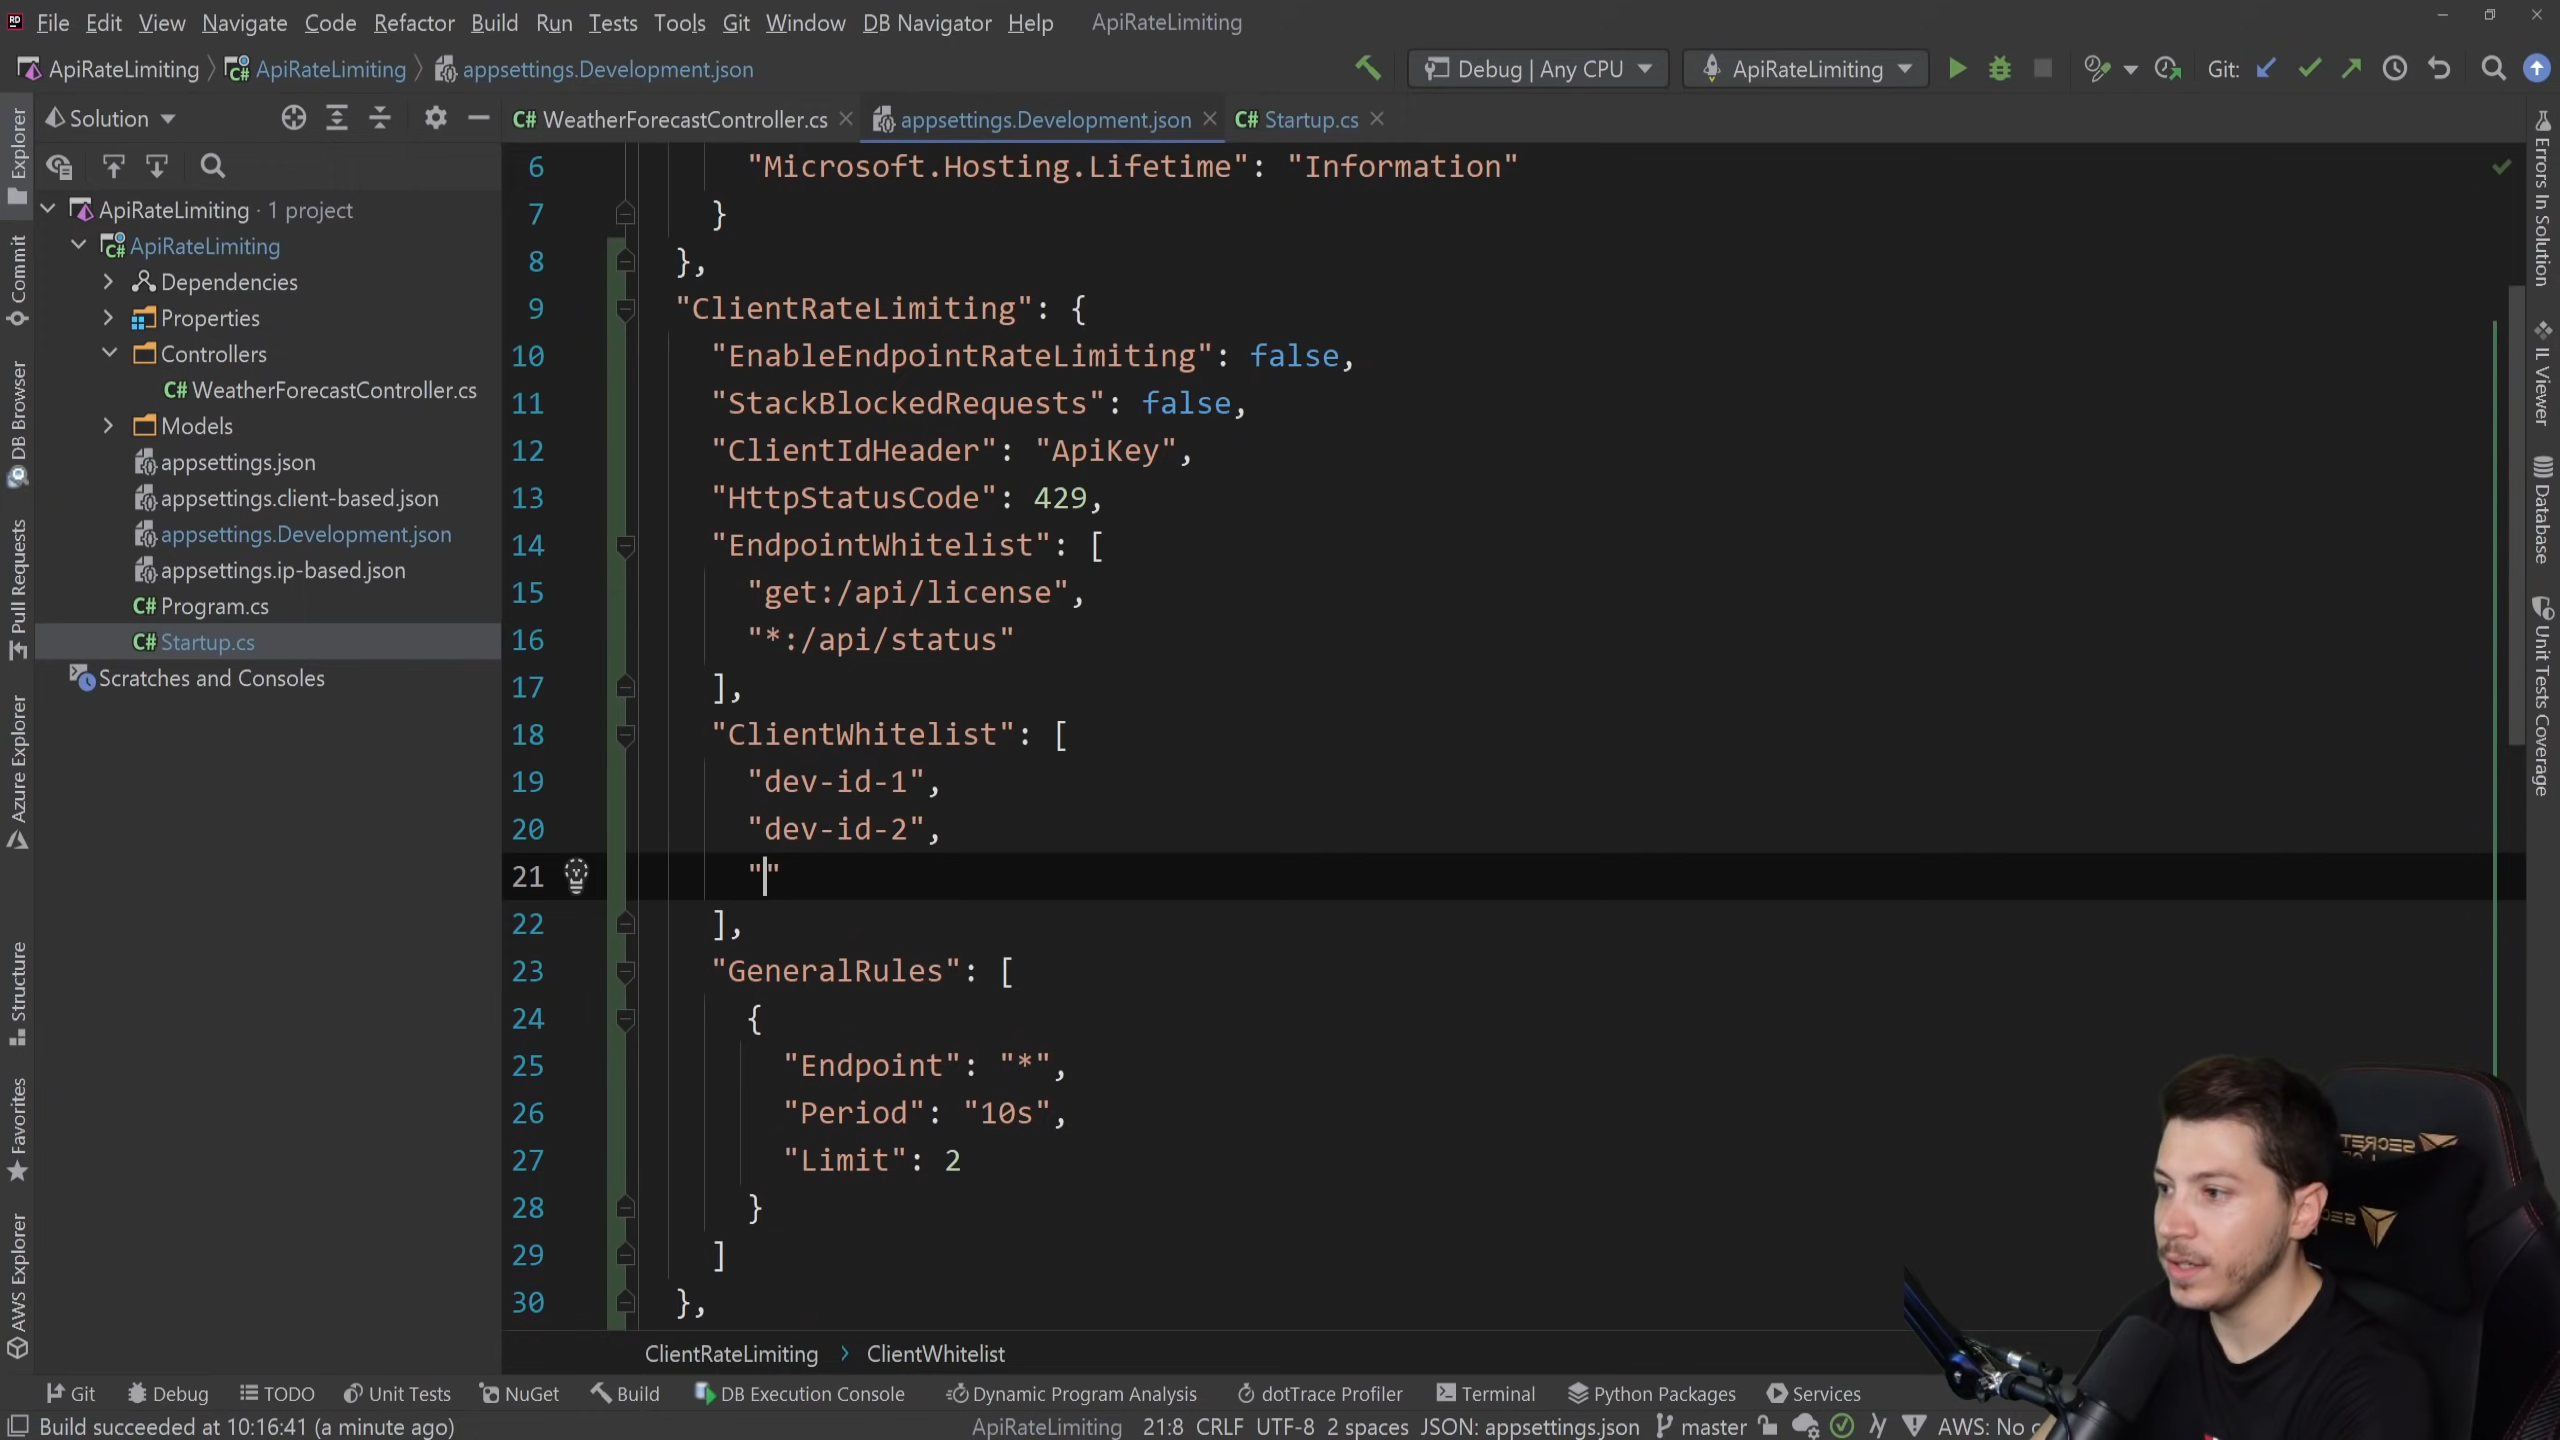 File Edit View Navigate Code Refactor Build Run Tests Tools Git Window DB Navigator Help ApiRateLimiting
ApiRateLimiting ApiRateLimiting appsettings.Development.json Debug | Any CPU ApiRateLimiting Git:
Solution
WeatherForecastController.cs appsettings.Development.json Startup.cs
ApiRateLimiting · 1 project
ApiRateLimiting
Dependencies
Properties
Controllers
C# WeatherForecastController.cs
Models
appsettings.json
appsettings.client-based.json
appsettings.Development.json
appsettings.ip-based.json
C# Program.cs
C# Startup.cs
Scratches and Consoles
Explorer
Commit
DB Browser
Pull Requests
Azure Explorer
Structure
Favorites
AWS Explorer
6 "Microsoft.Hosting.Lifetime": "Information"
7 }
8 },
9 "ClientRateLimiting": {
10 "EnableEndpointRateLimiting": false,
11 "StackBlockedRequests": false,
12 "ClientIdHeader": "ApiKey",
13 "HttpStatusCode": 429,
14 "EndpointWhitelist": [
15 "get:/api/license",
16 "*:/api/status"
17 ],
18 "ClientWhitelist": [
19 "dev-id-1",
20 "dev-id-2",
21 ""
22 ],
23 "GeneralRules": [
24 {
25 "Endpoint": "*",
26 "Period": "10s",
27 "Limit": 2
28 }
29 ]
30 },
Errors In Solution
IL Viewer
Database
Unit Tests Coverage
ClientRateLimiting › ClientWhitelist
Git Debug TODO Unit Tests NuGet Build DB Execution Console Dynamic Program Analysis dotTrace Profiler Terminal Python Packages Services
Build succeeded at 10:16:41 (a minute ago) ApiRateLimiting 21:8 CRLF UTF-8 2 spaces JSON: appsettings.json master AWS: No